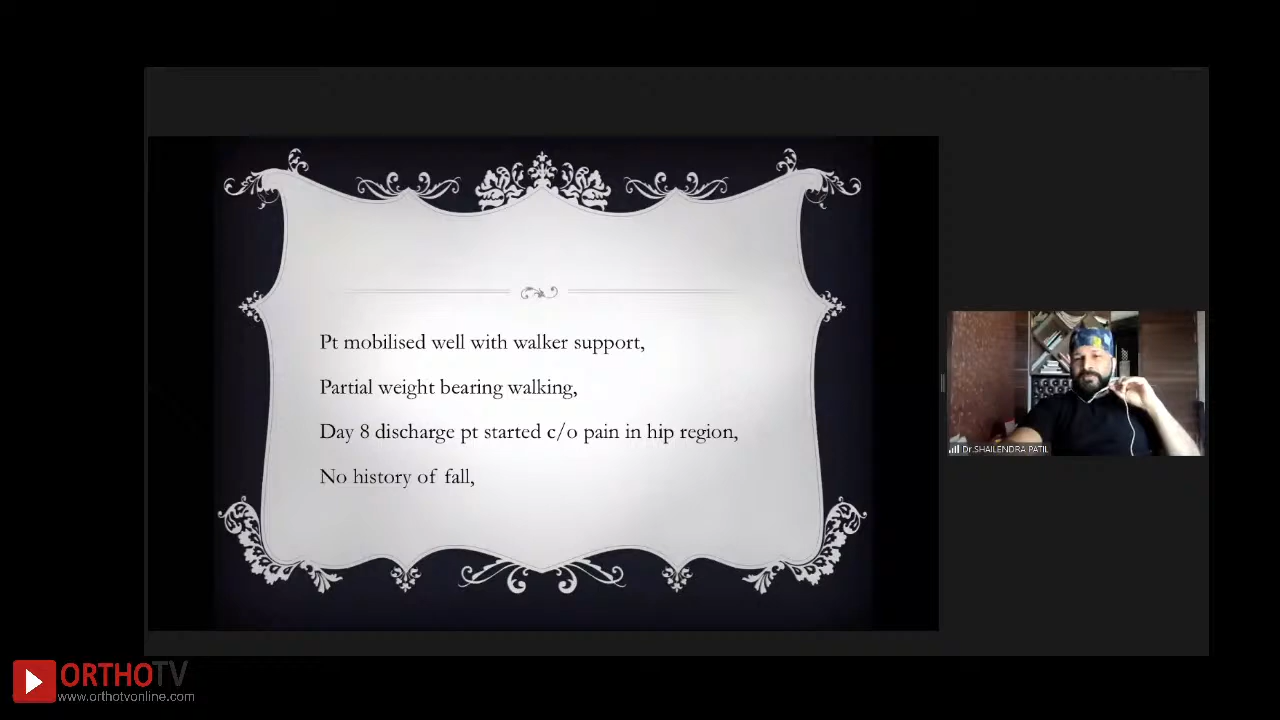 Pt mobilised well with walker support,
Partial weight bearing walking,
Day 8 discharge pt started c/o pain in hip region,
No history of fall,
Dr.SHAILENDRA PATIL
ORTHOTV
www.orthotvonline.com